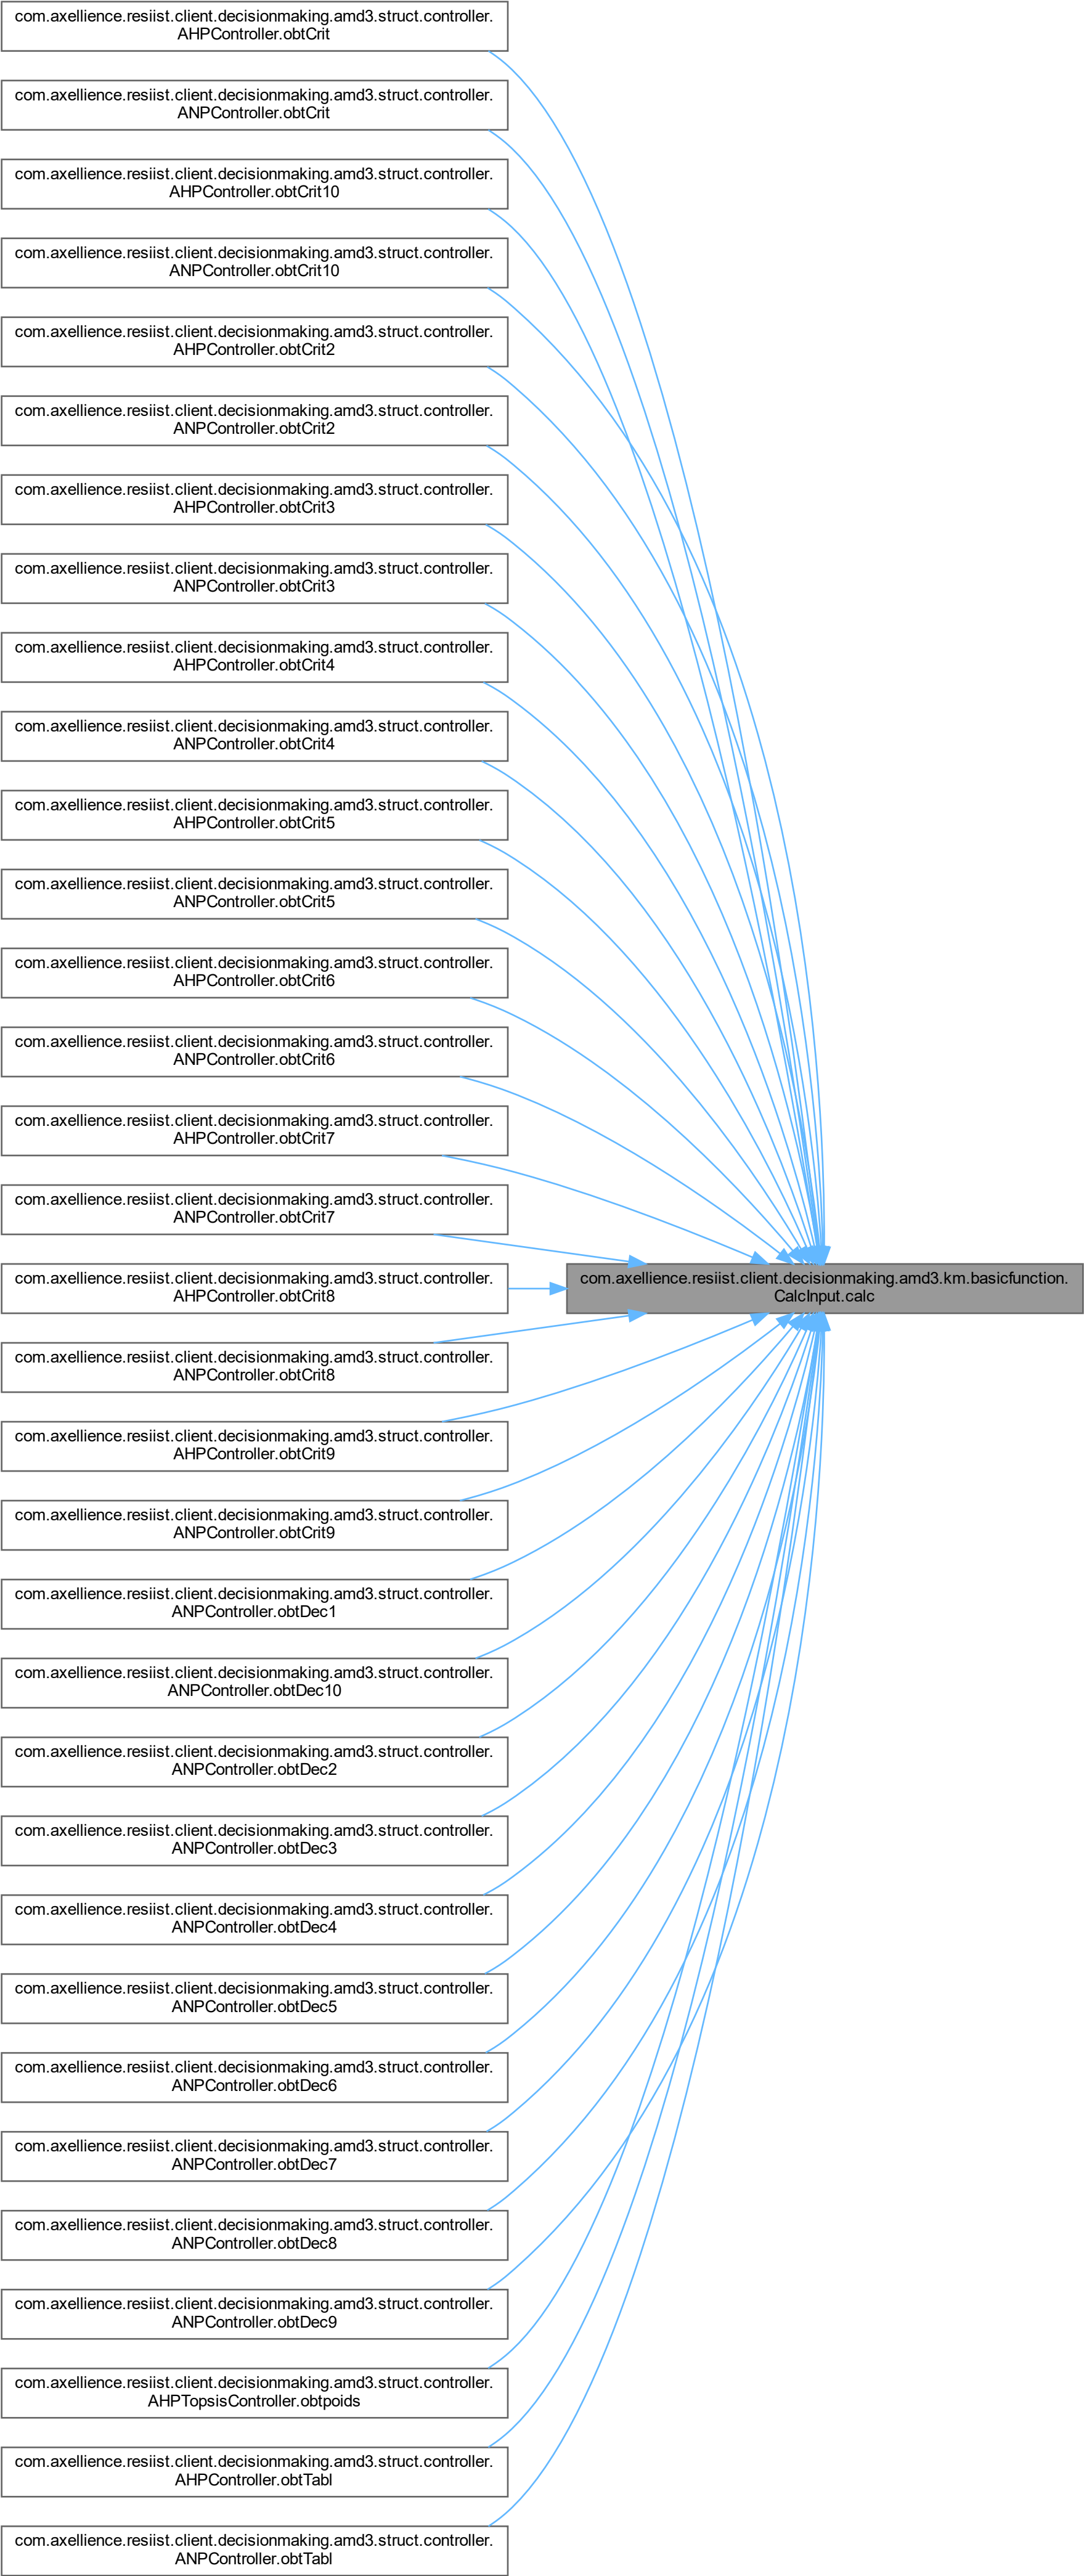 com.axellience.resiist.client.decisionmaking.amd3.struct.controller.
AHPController.obtCrit
com.axellience.resiist.client.decisionmaking.amd3.struct.controller.
ANPController.obtCrit
com.axellience.resiist.client.decisionmaking.amd3.struct.controller.
AHPController.obtCrit10
com.axellience.resiist.client.decisionmaking.amd3.struct.controller.
ANPController.obtCrit10
com.axellience.resiist.client.decisionmaking.amd3.struct.controller.
AHPController.obtCrit2
com.axellience.resiist.client.decisionmaking.amd3.struct.controller.
ANPController.obtCrit2
com.axellience.resiist.client.decisionmaking.amd3.struct.controller.
AHPController.obtCrit3
com.axellience.resiist.client.decisionmaking.amd3.struct.controller.
ANPController.obtCrit3
com.axellience.resiist.client.decisionmaking.amd3.struct.controller.
AHPController.obtCrit4
com.axellience.resiist.client.decisionmaking.amd3.struct.controller.
ANPController.obtCrit4
com.axellience.resiist.client.decisionmaking.amd3.struct.controller.
AHPController.obtCrit5
com.axellience.resiist.client.decisionmaking.amd3.struct.controller.
ANPController.obtCrit5
com.axellience.resiist.client.decisionmaking.amd3.struct.controller.
AHPController.obtCrit6
com.axellience.resiist.client.decisionmaking.amd3.struct.controller.
ANPController.obtCrit6
com.axellience.resiist.client.decisionmaking.amd3.struct.controller.
AHPController.obtCrit7
com.axellience.resiist.client.decisionmaking.amd3.struct.controller.
ANPController.obtCrit7
com.axellience.resiist.client.decisionmaking.amd3.struct.controller.
AHPController.obtCrit8
com.axellience.resiist.client.decisionmaking.amd3.km.basicfunction.
CalcInput.calc
com.axellience.resiist.client.decisionmaking.amd3.struct.controller.
ANPController.obtCrit8
com.axellience.resiist.client.decisionmaking.amd3.struct.controller.
AHPController.obtCrit9
com.axellience.resiist.client.decisionmaking.amd3.struct.controller.
ANPController.obtCrit9
com.axellience.resiist.client.decisionmaking.amd3.struct.controller.
ANPController.obtDec1
com.axellience.resiist.client.decisionmaking.amd3.struct.controller.
ANPController.obtDec10
com.axellience.resiist.client.decisionmaking.amd3.struct.controller.
ANPController.obtDec2
com.axellience.resiist.client.decisionmaking.amd3.struct.controller.
ANPController.obtDec3
com.axellience.resiist.client.decisionmaking.amd3.struct.controller.
ANPController.obtDec4
com.axellience.resiist.client.decisionmaking.amd3.struct.controller.
ANPController.obtDec5
com.axellience.resiist.client.decisionmaking.amd3.struct.controller.
ANPController.obtDec6
com.axellience.resiist.client.decisionmaking.amd3.struct.controller.
ANPController.obtDec7
com.axellience.resiist.client.decisionmaking.amd3.struct.controller.
ANPController.obtDec8
com.axellience.resiist.client.decisionmaking.amd3.struct.controller.
ANPController.obtDec9
com.axellience.resiist.client.decisionmaking.amd3.struct.controller.
AHPTopsisController.obtpoids
com.axellience.resiist.client.decisionmaking.amd3.struct.controller.
AHPController.obtTabl
com.axellience.resiist.client.decisionmaking.amd3.struct.controller.
ANPController.obtTabl